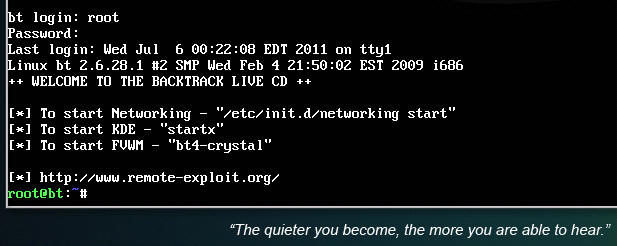 bt login: root
Password:
Last login: Wed Jul  6 00:22:08 EDT 2011 on tty1
Linux bt 2.6.28.1 #2 SMP Wed Feb 4 21:50:02 EST 2009 i686
++ WELCOME TO THE BACKTRACK LIVE CD ++
[*] To start Networking - "/etc/init.d/networking start"
[*] To start KDE - "startx"
[*] To start FVWM - "bt4-crystal"
[*] http://www.remote-exploit.org/
root@bt:~#
“The quieter you become, the more you are able to hear.”